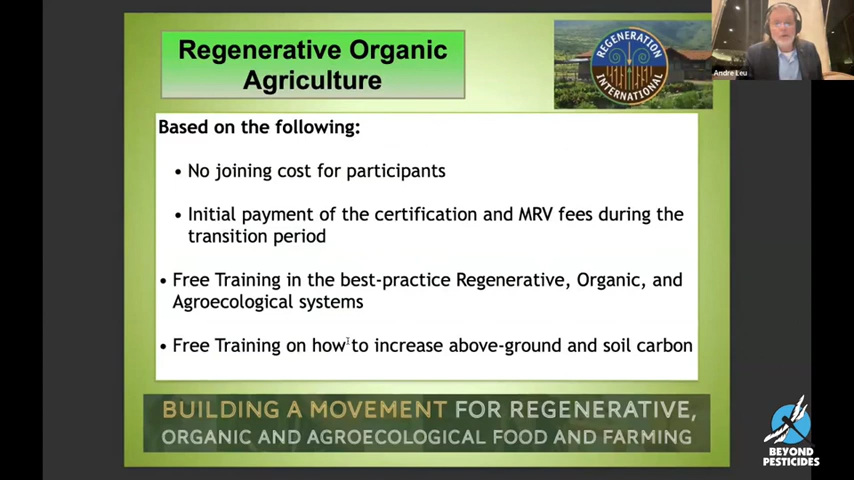 Regenerative Organic
Agriculture
REGENERATION
INTERNATIONAL
Andre Leu
Based on the following:
• No joining cost for participants
• Initial payment of the certification and MRV fees during the
transition period
• Free Training in the best-practice Regenerative, Organic, and
Agroecological systems
• Free Training on how to increase above-ground and soil carbon
BUILDING A MOVEMENT FOR REGENERATIVE,
ORGANIC AND AGROECOLOGICAL FOOD AND FARMING
BEYOND
PESTICIDES